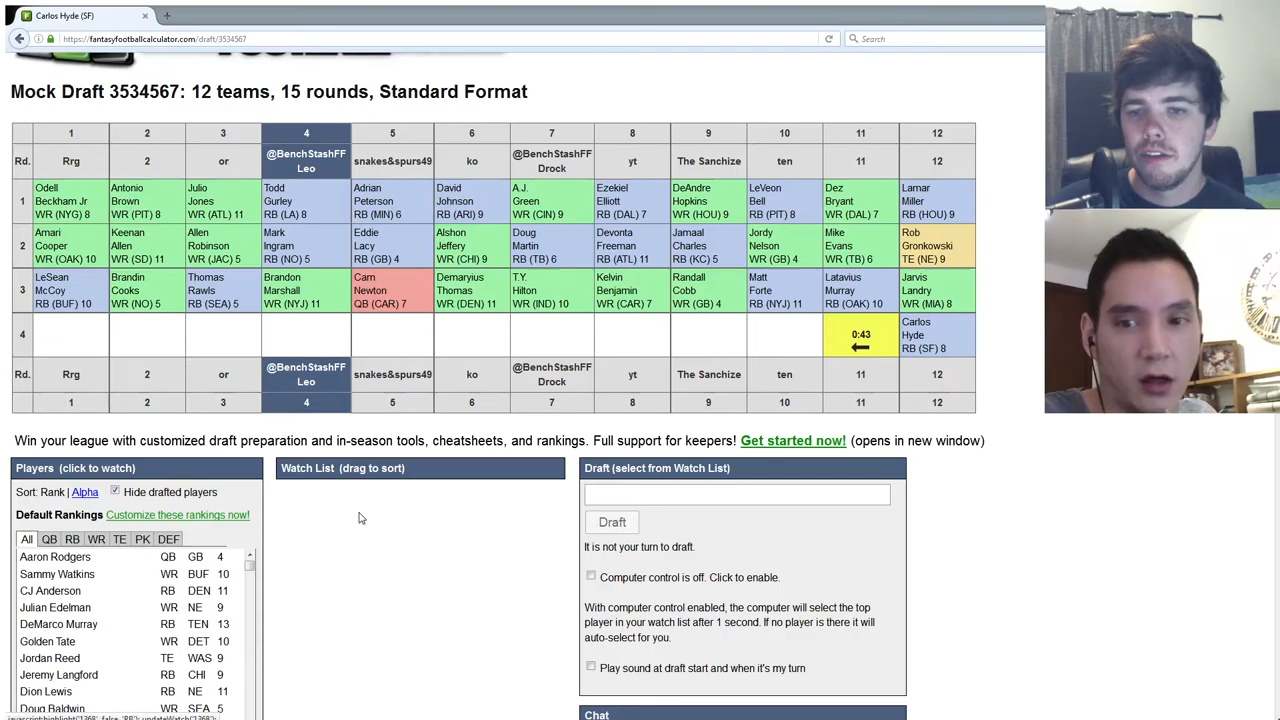 Carlos Hyde (SF)
https://fantasyfootballcalculator.com/draft/3534567
Search
Mock Draft 3534567: 12 teams, 15 rounds, Standard Format
1 2 3 4 5 6 7 8 9 10 11 12
Rd. Rrg 2 or @BenchStashFF Leo snakes&spurs49 ko @BenchStashFF Drock yt The Sanchize ten 11 12
1
Odell Beckham Jr WR (NYG) 8
Antonio Brown WR (PIT) 8
Julio Jones WR (ATL) 11
Todd Gurley RB (LA) 8
Adrian Peterson RB (MIN) 6
David Johnson RB (ARI) 9
A.J. Green WR (CIN) 9
Ezekiel Elliott RB (DAL) 7
DeAndre Hopkins WR (HOU) 9
LeVeon Bell RB (PIT) 8
Dez Bryant WR (DAL) 7
Lamar Miller RB (HOU) 9
2
Amari Cooper WR (OAK) 10
Keenan Allen WR (SD) 11
Allen Robinson WR (JAC) 5
Mark Ingram RB (NO) 5
Eddie Lacy RB (GB) 4
Alshon Jeffery WR (CHI) 9
Doug Martin RB (TB) 6
Devonta Freeman RB (ATL) 11
Jamaal Charles RB (KC) 5
Jordy Nelson WR (GB) 4
Mike Evans WR (TB) 6
Rob Gronkowski TE (NE) 9
3
LeSean McCoy RB (BUF) 10
Brandin Cooks WR (NO) 5
Thomas Rawls RB (SEA) 5
Brandon Marshall WR (NYJ) 11
Cam Newton QB (CAR) 7
Demaryius Thomas WR (DEN) 11
T.Y. Hilton WR (IND) 10
Kelvin Benjamin WR (CAR) 7
Randall Cobb WR (GB) 4
Matt Forte RB (NYJ) 11
Latavius Murray RB (OAK) 10
Jarvis Landry WR (MIA) 8
4
0:43
Carlos Hyde RB (SF) 8
Rd. Rrg 2 or @BenchStashFF Leo snakes&spurs49 ko @BenchStashFF Drock yt The Sanchize ten 11 12
1 2 3 4 5 6 7 8 9 10 11 12
Win your league with customized draft preparation and in-season tools, cheatsheets, and rankings. Full support for keepers! Get started now! (opens in new window)
Players (click to watch)
Sort: Rank | Alpha Hide drafted players
Default Rankings Customize these rankings now!
All QB RB WR TE PK DEF
Aaron Rodgers QB GB 4
Sammy Watkins WR BUF 10
CJ Anderson RB DEN 11
Julian Edelman WR NE 9
DeMarco Murray RB TEN 13
Golden Tate WR DET 10
Jordan Reed TE WAS 9
Jeremy Langford RB CHI 9
Dion Lewis RB NE 11
Doug Baldwin WR SEA 5
javascript:highlight('1368', false, 'RB'); updateWatch('1368');
Watch List (drag to sort)
Draft (select from Watch List)
Draft
It is not your turn to draft.
Computer control is off. Click to enable.
With computer control enabled, the computer will select the top
player in your watch list after 1 second. If no player is there it will
auto-select for you.
Play sound at draft start and when it's my turn
Chat